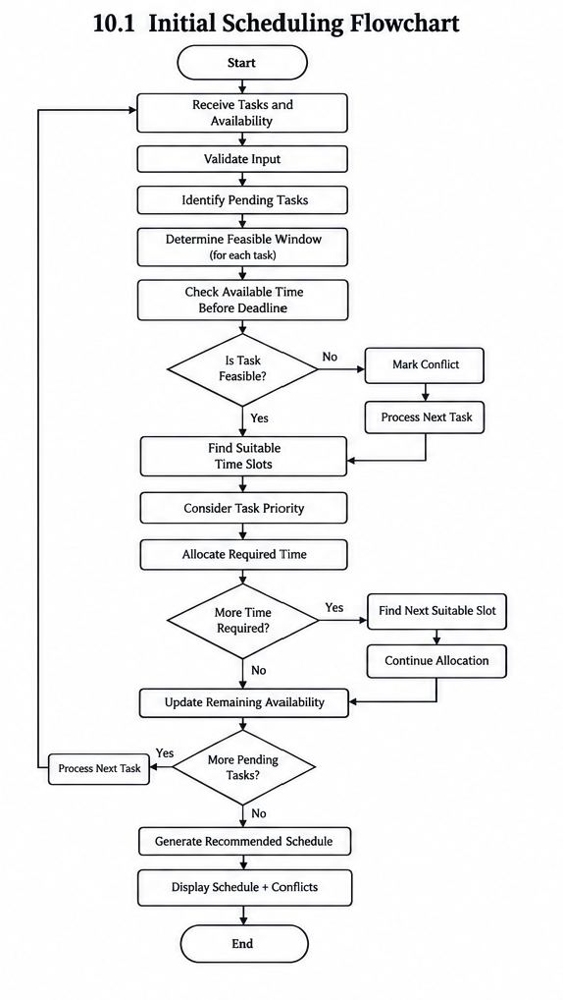 10.1 Initial Scheduling Flowchart
Start
Receive Tasks and
Availability
Validate Input
Identify Pending Tasks
Determine Feasible Window
(for each task)
Check Available Time
Before Deadline
Is Task
Feasible?
No
Mark Conflict
Process Next Task
Yes
Find Suitable
Time Slots
Consider Task Priority
Allocate Required Time
More Time
Required?
Yes
Find Next Suitable Slot
Continue Allocation
No
Update Remaining Availability
More Pending
Tasks?
Yes
Process Next Task
No
Generate Recommended Schedule
Display Schedule + Conflicts
End